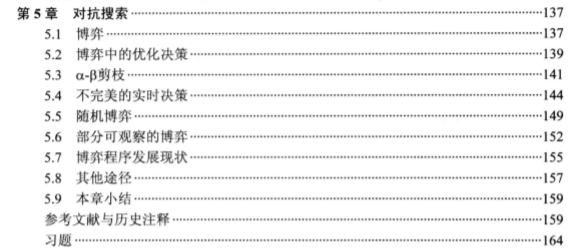 第 5 章 对抗搜索 137
5.1 博弈 137
5.2 博弈中的优化决策 139
5.3 α-β剪枝 141
5.4 不完美的实时决策 144
5.5 随机博弈 149
5.6 部分可观察的博弈 152
5.7 博弈程序发展现状 155
5.8 其他途径 157
5.9 本章小结 159
参考文献与历史注释 159
习题 164